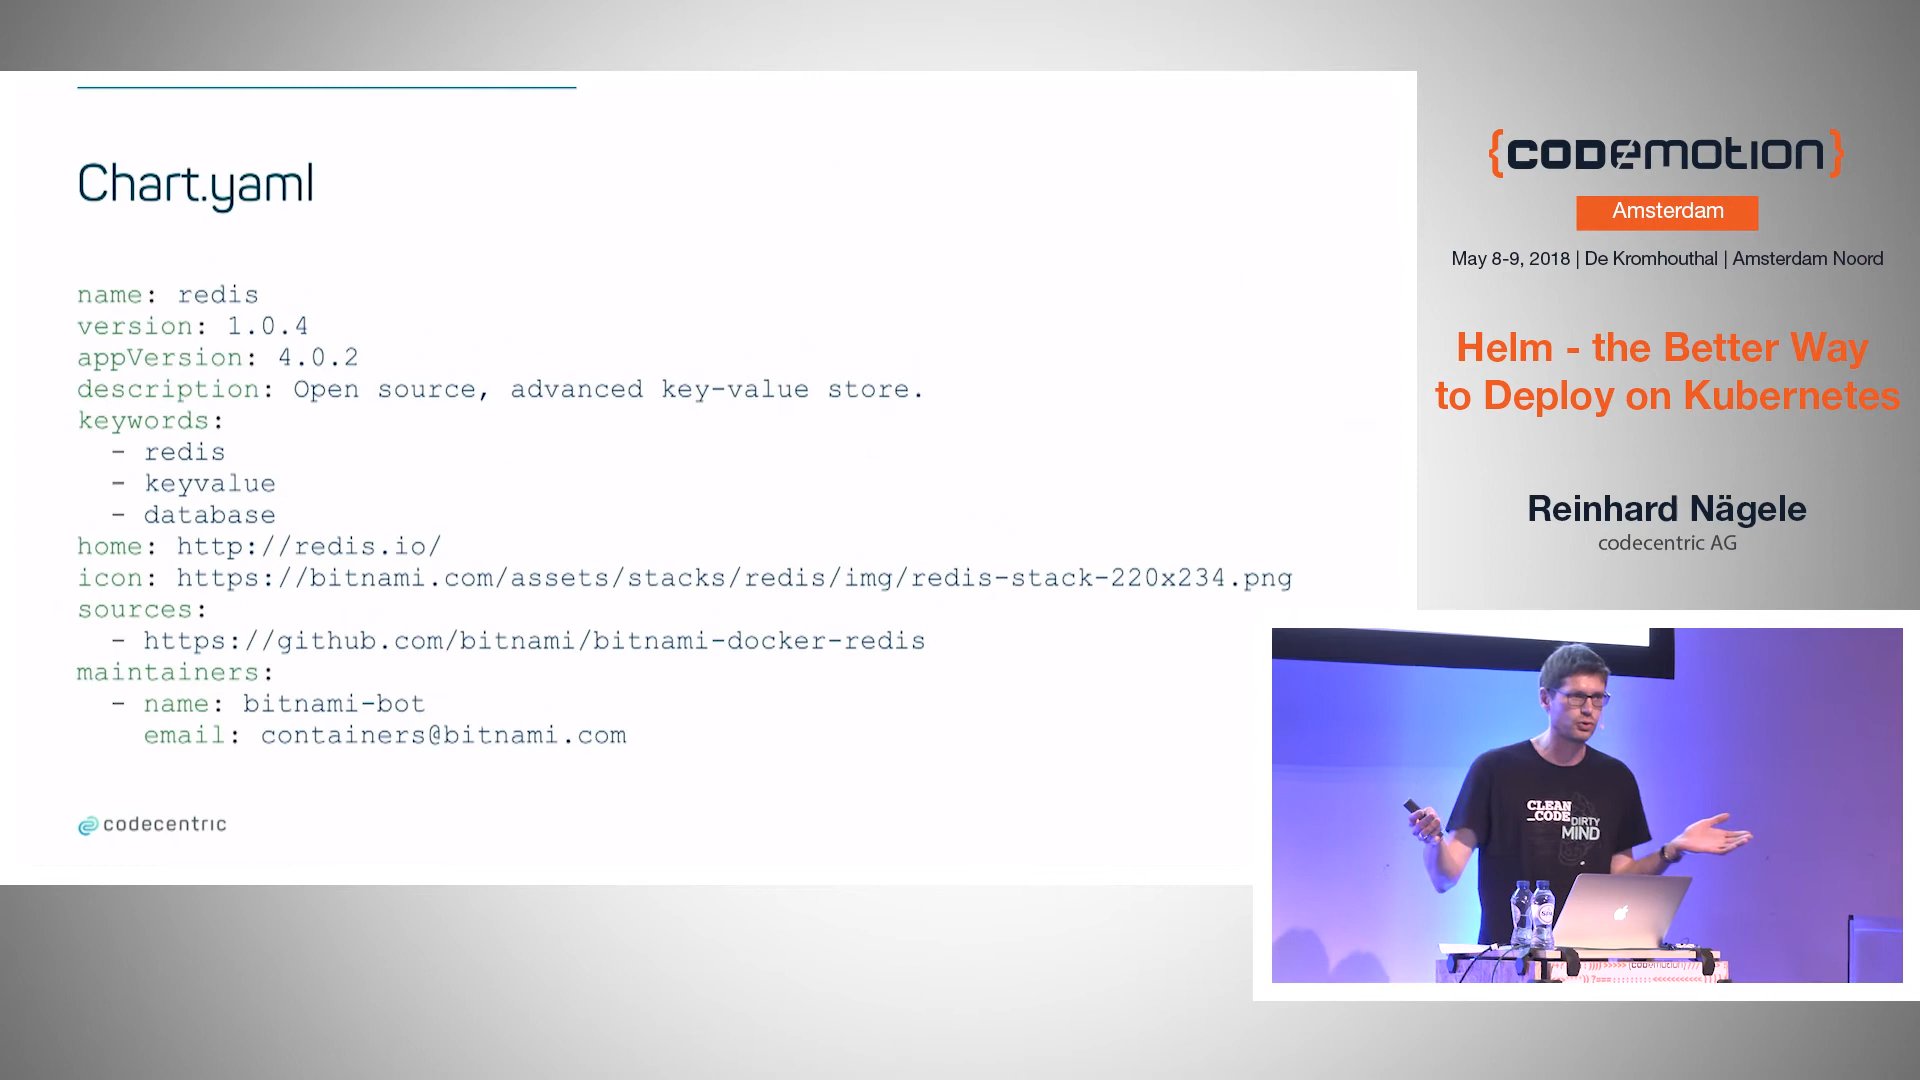 Chart.yaml
name: redis
version: 1.0.4
appVersion: 4.0.2
description: Open source, advanced key-value store.
keywords:
  - redis
  - keyvalue
  - database
home: http://redis.io/
icon: https://bitnami.com/assets/stacks/redis/img/redis-stack-220x234.png
sources:
  - https://github.com/bitnami/bitnami-docker-redis
maintainers:
  - name: bitnami-bot
    email: containers@bitnami.com
codecentric
{CODEMOTION}
Amsterdam
May 8-9, 2018 | De Kromhouthal | Amsterdam Noord
Helm - the Better Way
to Deploy on Kubernetes
Reinhard Nägele
codecentric AG
CLEAN
_CODE
DIRTY
MIND